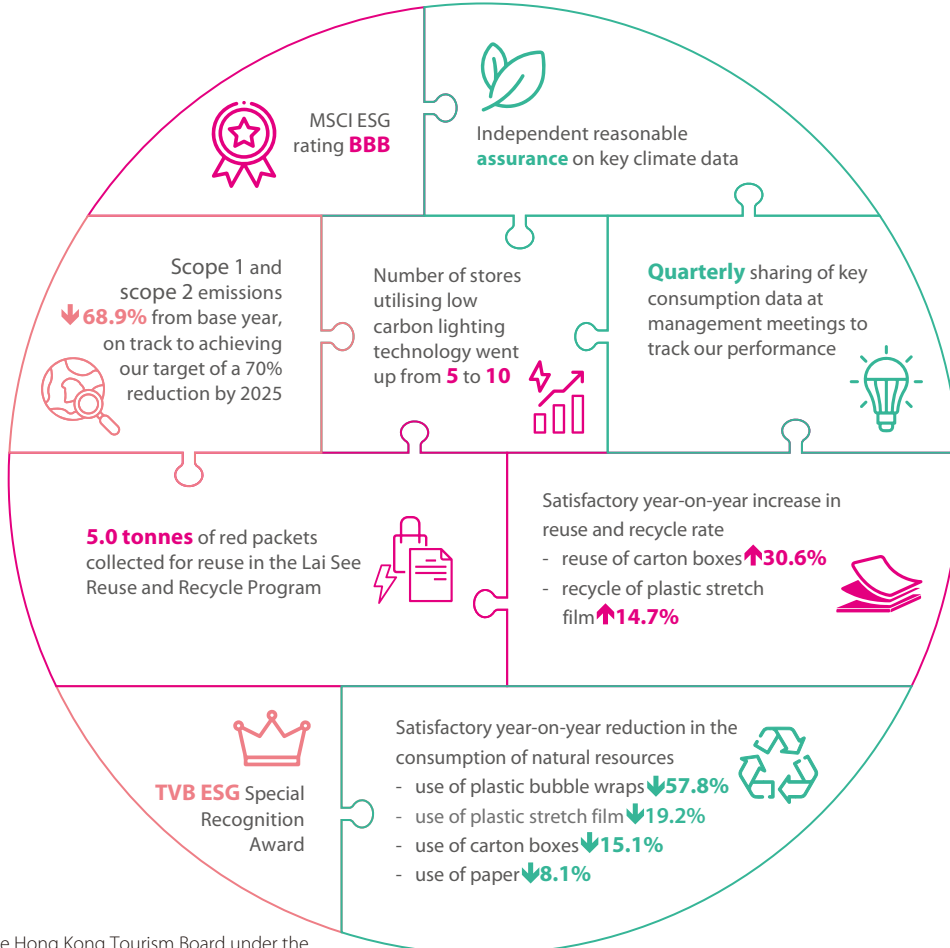 MSCI ESG
rating BBB
Independent reasonable
assurance on key climate data
Scope 1 and
scope 2 emissions
68.9% from base year,
on track to achieving
our target of a 70%
reduction by 2025
Number of stores
utilising low
carbon lighting
technology went
up from 5 to 10
Quarterly sharing of key
consumption data at
management meetings to
track our performance
5.0 tonnes of red packets
collected for reuse in the Lai See
Reuse and Recycle Program
Satisfactory year-on-year increase in
reuse and recycle rate
- reuse of carton boxes 30.6%
- recycle of plastic stretch
film 14.7%
TVB ESG Special
Recognition
Award
Satisfactory year-on-year reduction in the
consumption of natural resources
- use of plastic bubble wraps 57.8%
- use of plastic stretch film 19.2%
- use of carton boxes 15.1%
- use of paper 8.1%
Hong Kong Tourism Board under the